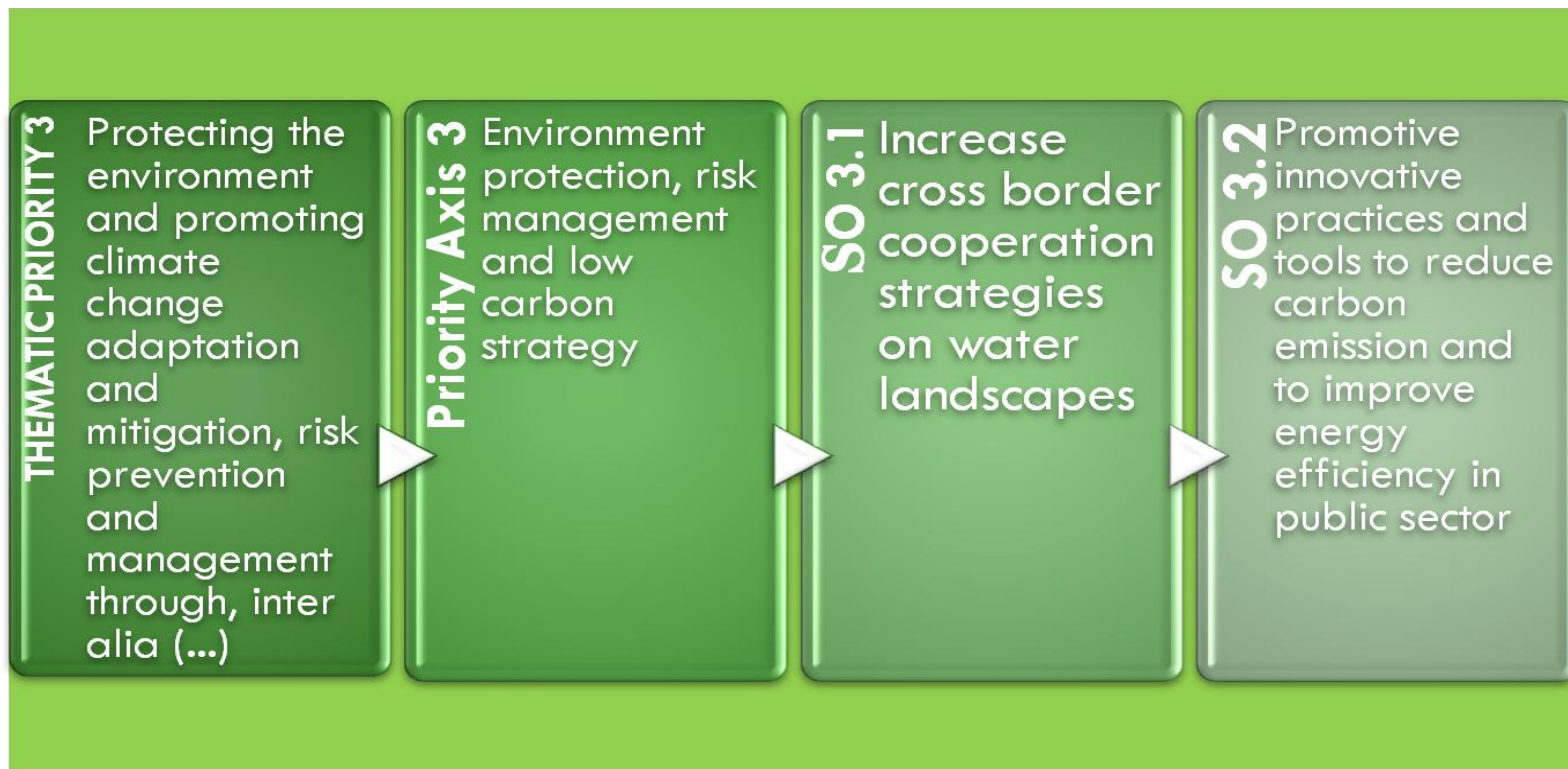 THEMATIC PRIORITY 3
Protecting the
environment
and promoting
climate
change
adaptation
and
mitigation, risk
prevention
and
management
through, inter
alia (...)
Priority Axis 3
Environment
protection, risk
management
and low
carbon
strategy
SO 3.1
Increase
cross border
cooperation
strategies
on water
landscapes
SO 3.2
Promotive
innovative
practices and
tools to reduce
carbon
emission and
to improve
energy
efficiency in
public sector